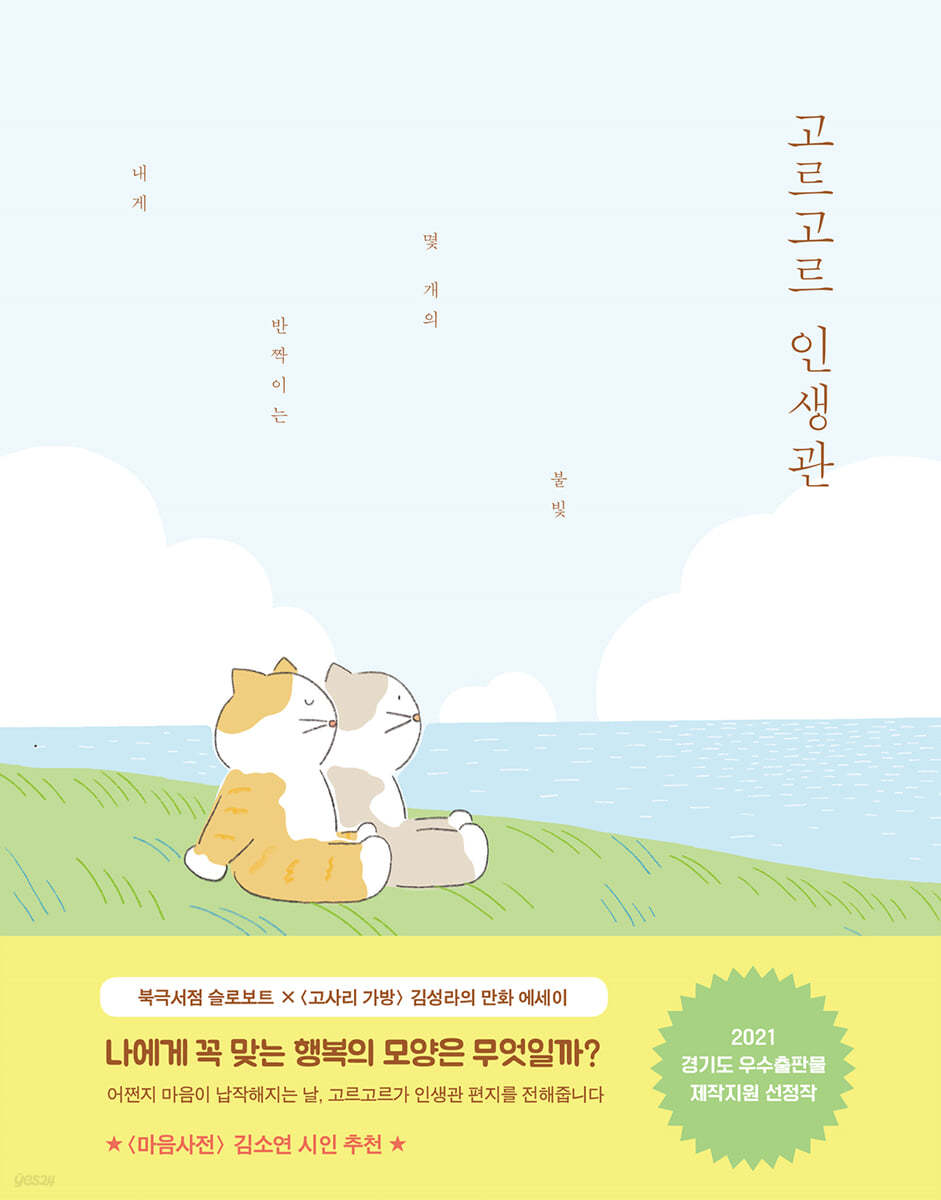 고르고르 인생관
내게
몇 개의
반짝이는
불빛
북극서점 슬로보트 × 〈고사리 가방〉 김성라의 만화 에세이
나에게 꼭 맞는 행복의 모양은 무엇일까?
어쩐지 마음이 납작해지는 날, 고르고르가 인생관 편지를 전해줍니다
★ 〈마음사전〉 김소연 시인 추천 ★
2021
경기도 우수출판물
제작지원 선정작
yes24